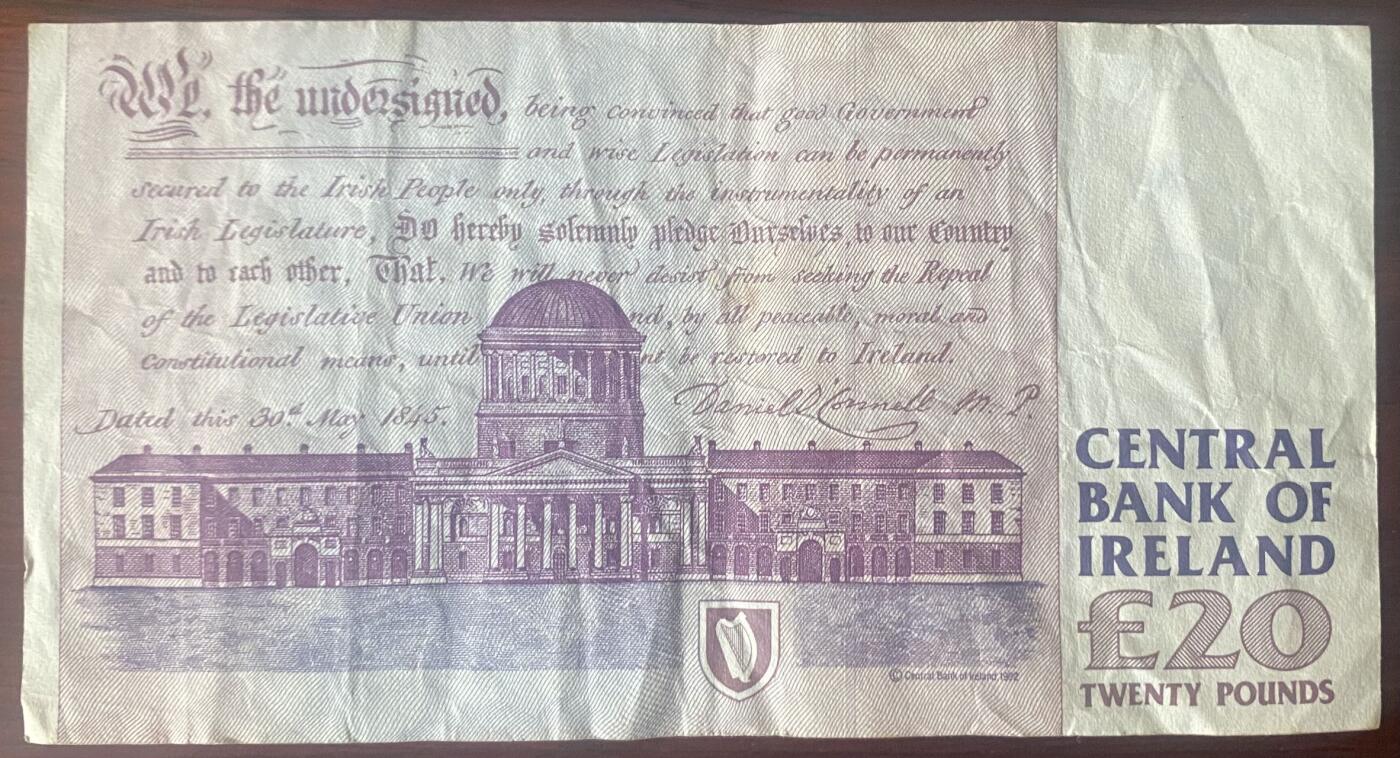 We, the undersigned, being convinced that good Government
and wise Legislation can be permanently
secured to the Irish People only, through the instrumentality of an
Irish Legislature, Do hereby solemnly pledge Ourselves, to our Country
and to each other, That, We will never desist from seeking the Repeal
of the Legislative Union nd, by all peaceable, moral and
Constitutional means, until nt be restored to Ireland.
Dated this 30th May 1845.
Daniel O'Connell M. P.
CENTRAL
BANK OF
IRELAND
£20
TWENTY POUNDS
© Central Bank of Ireland 1992